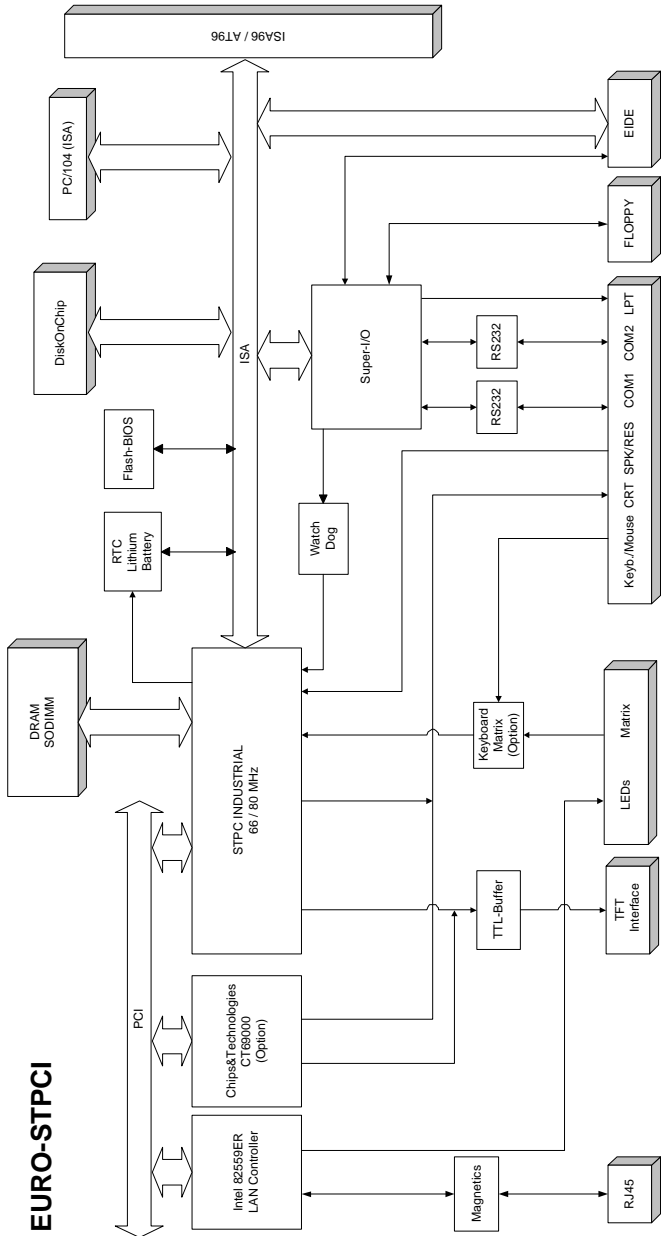 EURO-STPCI
DRAM
SODIMM
DiskOnChip
PC/104 (ISA)
ISA96 / AT96
RTC
Lithium
Battery
Flash-BIOS
PCI
ISA
Intel 82559ER
LAN Controller
Chips&Technologies
CT69000
(Option)
STPC INDUSTRIAL
66 / 80 MHz
Watch
Dog
Super-I/O
Magnetics
TTL-Buffer
Keyboard
Matrix
(Option)
RS232
RS232
RJ45
TFT
Interface
LEDs
Matrix
Keyb./Mouse
CRT
SPK/RES
COM1
COM2
LPT
FLOPPY
EIDE